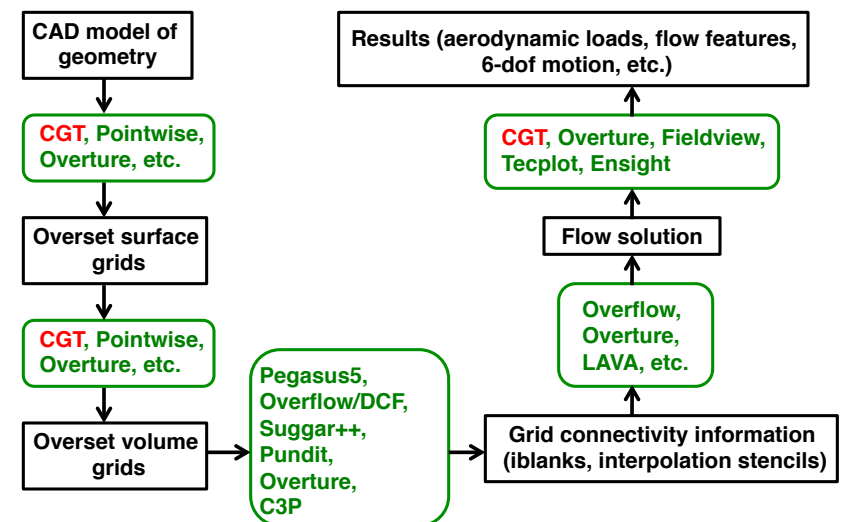 CAD model of
geometry
CGT, Pointwise,
Overture, etc.
Overset surface
grids
CGT, Pointwise,
Overture, etc.
Overset volume
grids
Pegasus5,
Overflow/DCF,
Suggar++,
Pundit,
Overture,
C3P
Grid connectivity information
(iblanks, interpolation stencils)
Overflow,
Overture,
LAVA, etc.
Flow solution
CGT, Overture, Fieldview,
Tecplot, Ensight
Results (aerodynamic loads, flow features,
6-dof motion, etc.)